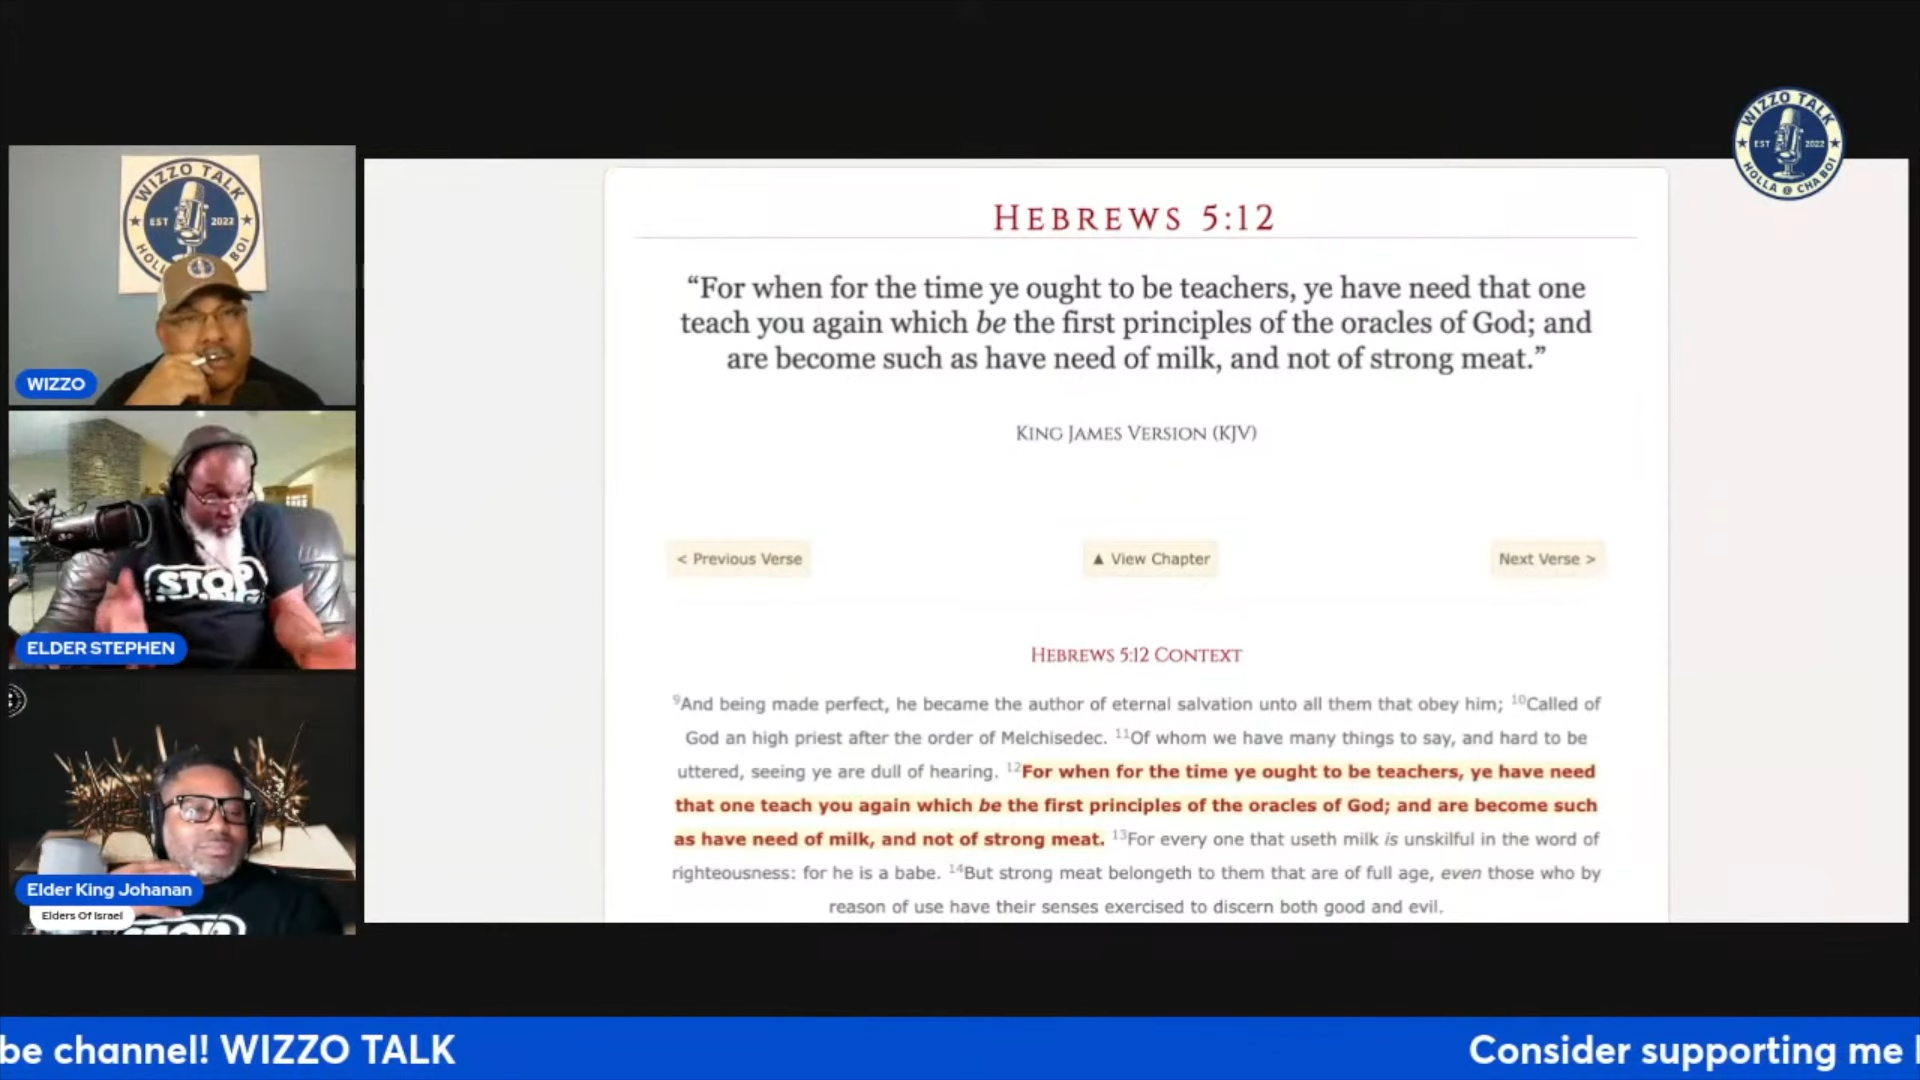 WIZZO TALK
EST 2022
HOLLA @ CHA BOI
WIZZO TALK
EST 2022
HOLLA BOI
WIZZO
STOP
ELDER STEPHEN
Elder King Johanan
Elders Of Israel
HEBREWS 5:12
“For when for the time ye ought to be teachers, ye have need that one
teach you again which be the first principles of the oracles of God; and
are become such as have need of milk, and not of strong meat.”
KING JAMES VERSION (KJV)
< Previous Verse
▲ View Chapter
Next Verse >
HEBREWS 5:12 CONTEXT
9And being made perfect, he became the author of eternal salvation unto all them that obey him; 10Called of
God an high priest after the order of Melchisedec. 11Of whom we have many things to say, and hard to be
uttered, seeing ye are dull of hearing. 12For when for the time ye ought to be teachers, ye have need
that one teach you again which be the first principles of the oracles of God; and are become such
as have need of milk, and not of strong meat. 13For every one that useth milk is unskilful in the word of
righteousness: for he is a babe. 14But strong meat belongeth to them that are of full age, even those who by
reason of use have their senses exercised to discern both good and evil.
be channel! WIZZO TALK
Consider supporting me